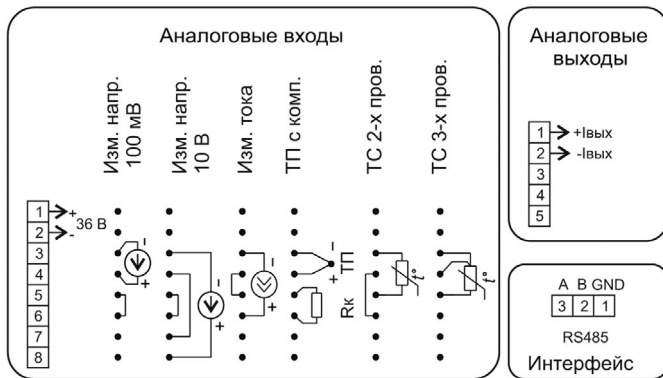 Аналоговые входы
Изм. напр.
100 мВ
Изм. напр.
10 В
Изм. тока
ТП с комп.
ТС 2-х пров.
ТС 3-х пров.
1
2
3
4
5
6
7
8
+
36 В
-
-
+
-
+
-
+
-
ТП
+
Rк
t°
t°
Аналоговые
выходы
1 +Iвых
2 -Iвых
3
4
5
A B GND
3 2 1
RS485
Интерфейс